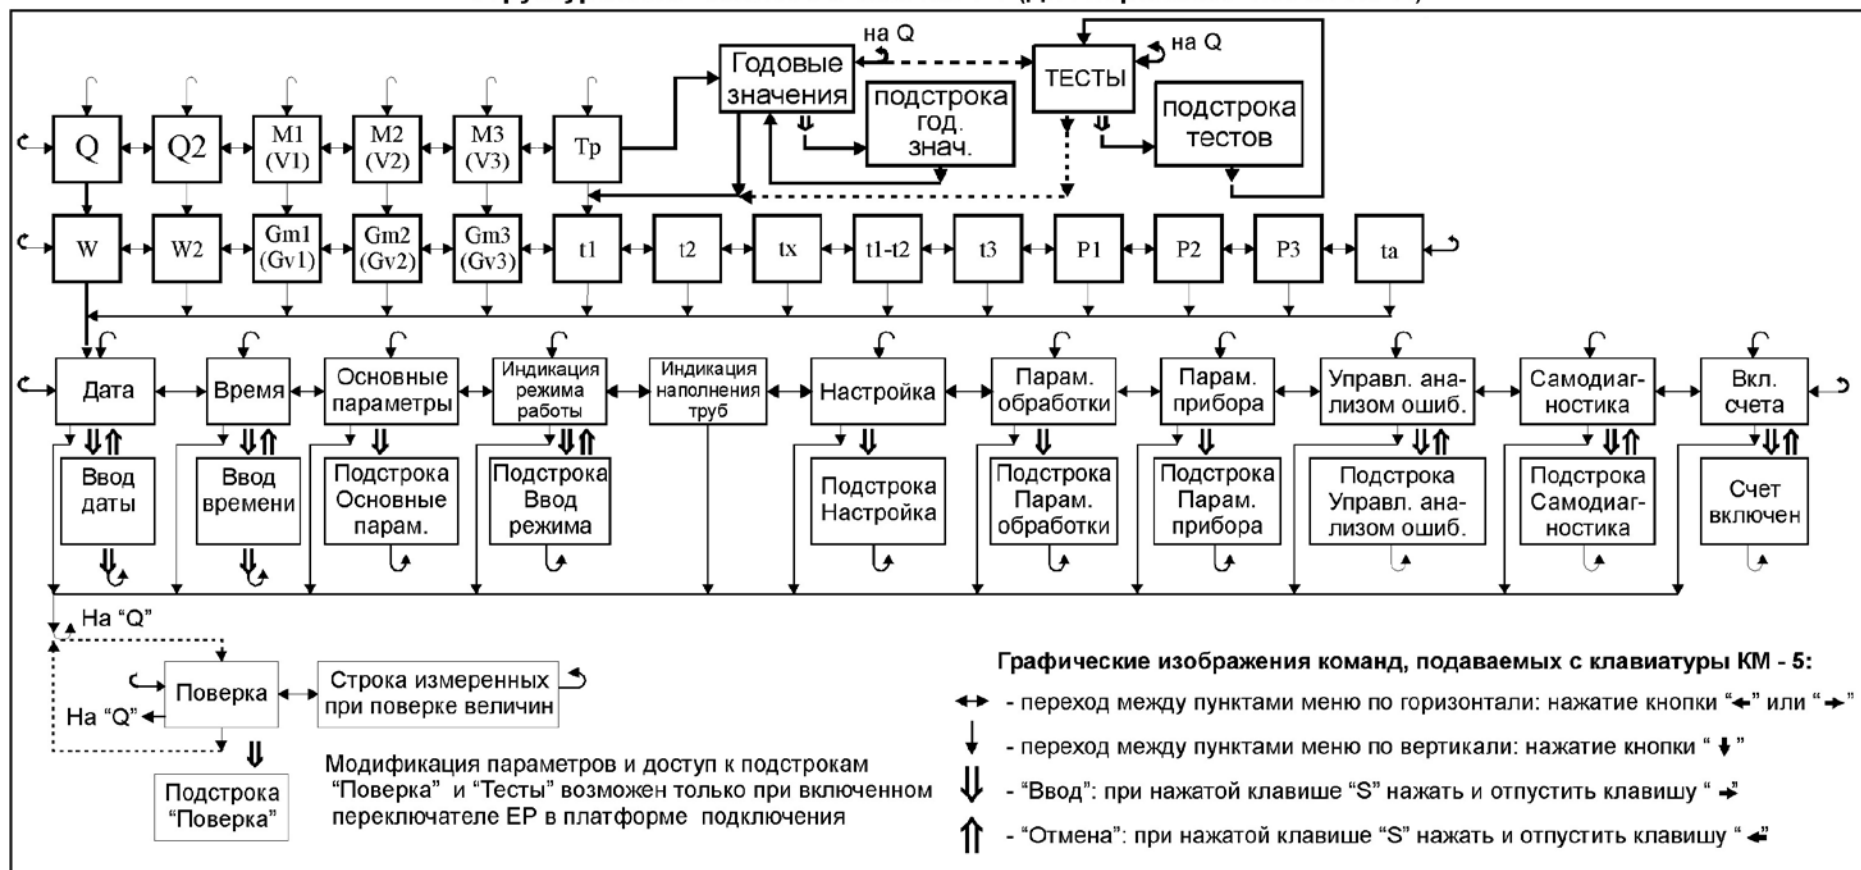 на Q
на Q
Годовые
значения
ТЕСТЫ
подстрока
год.
знач.
подстрока
тестов
Q
Q2
M1
(V1)
M2
(V2)
M3
(V3)
Тр
W
W2
Gm1
(Gv1)
Gm2
(Gv2)
Gm3
(Gv3)
t1
t2
tx
t1-t2
t3
P1
P2
P3
ta
Дата
Время
Основные
параметры
Индикация
режима
работы
Индикация
наполнения
труб
Настройка
Парам.
обработки
Парам.
прибора
Управл. ана-
лизом ошиб.
Самодиаг-
ностика
Вкл.
счета
Ввод
даты
Ввод
времени
Подстрока
Основные
парам.
Подстрока
Ввод
режима
Подстрока
Настройка
Подстрока
Парам.
обработки
Подстрока
Парам.
прибора
Подстрока
Управл. ана-
лизом ошиб.
Подстрока
Самодиаг-
ностика
Счет
включен
На “Q”
Поверка
Строка измеренных
при поверке величин
На “Q”
Подстрока
“Поверка”
Модификация параметров и доступ к подстрокам
“Поверка” и “Тесты” возможен только при включенном
переключателе ЕР в платформе подключения
Графические изображения команд, подаваемых с клавиатуры КМ - 5:
↔ - переход между пунктами меню по горизонтали: нажатие кнопки “←” или “→”
↓ - переход между пунктами меню по вертикали: нажатие кнопки “↓”
⇓ - “Ввод”: при нажатой клавише “S” нажать и отпустить клавишу “→”
⇑ - “Отмена”: при нажатой клавише “S” нажать и отпустить клавишу “←”